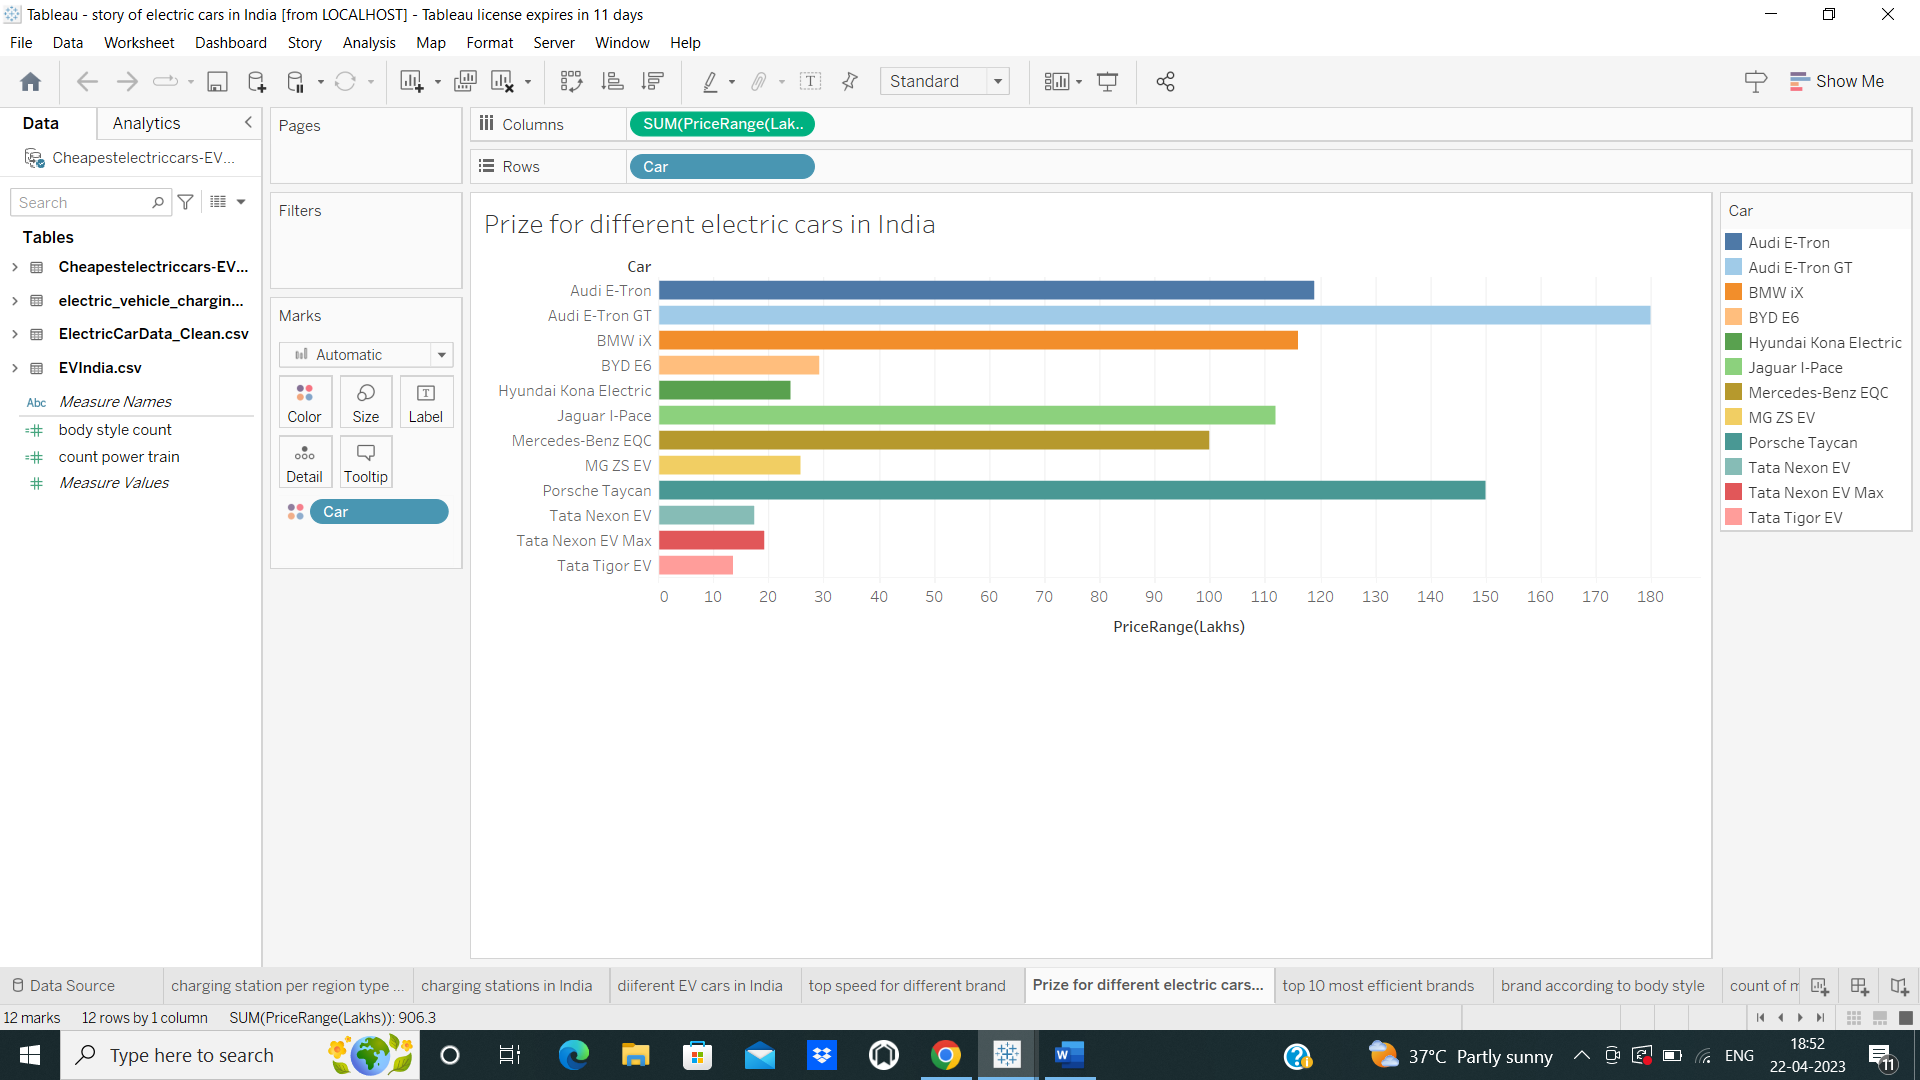 Tableau - story of electric cars in India [from LOCALHOST] - Tableau license expires in 11 days
File Data Worksheet Dashboard Story Analysis Map Format Server Window Help
Standard
Show Me
Data Analytics
Cheapestelectriccars-EV...
Search
Tables
Cheapestelectriccars-EV...
electric_vehicle_chargin...
ElectricCarData_Clean.csv
EVIndia.csv
Abc Measure Names
body style count
count power train
Measure Values
Pages
Filters
Marks
Automatic
Color Size Label
Detail Tooltip
Car
Columns SUM(PriceRange(Lak..
Rows Car
Prize for different electric cars in India
Car
Audi E-Tron
Audi E-Tron GT
BMW iX
BYD E6
Hyundai Kona Electric
Jaguar I-Pace
Mercedes-Benz EQC
MG ZS EV
Porsche Taycan
Tata Nexon EV
Tata Nexon EV Max
Tata Tigor EV
0 10 20 30 40 50 60 70 80 90 100 110 120 130 140 150 160 170 180
PriceRange(Lakhs)
Car
Audi E-Tron
Audi E-Tron GT
BMW iX
BYD E6
Hyundai Kona Electric
Jaguar I-Pace
Mercedes-Benz EQC
MG ZS EV
Porsche Taycan
Tata Nexon EV
Tata Nexon EV Max
Tata Tigor EV
Data Source charging station per region type ... charging stations in India diiferent EV cars in India top speed for different brand Prize for different electric cars... top 10 most efficient brands brand according to body style count of m
12 marks 12 rows by 1 column SUM(PriceRange(Lakhs)): 906.3
Type here to search
37°C Partly sunny
ENG
18:52
22-04-2023
11